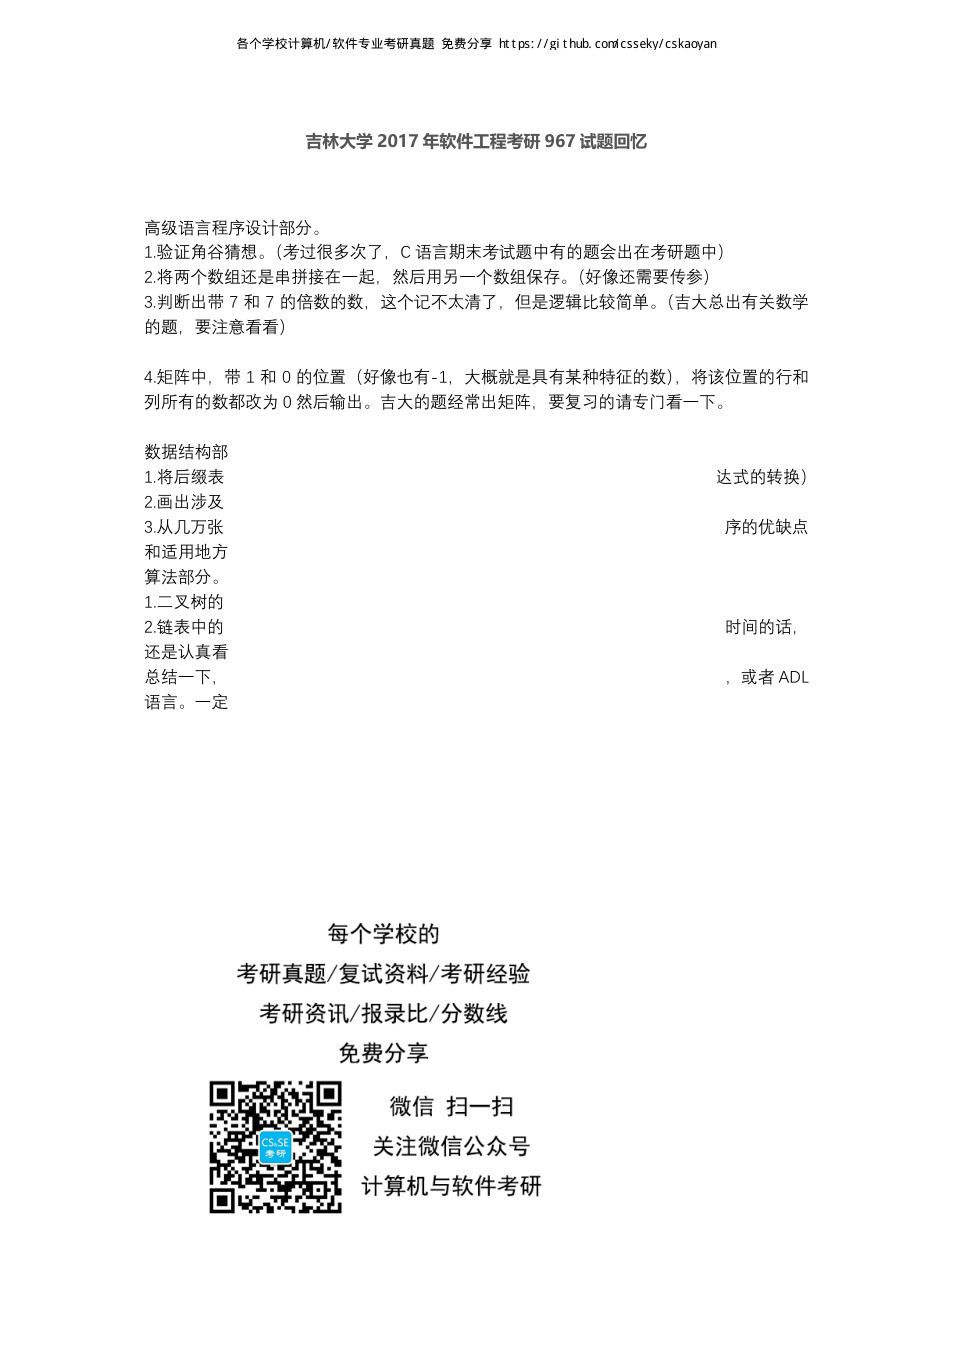 各个学校计算机/软件专业考研真题 免费分享 https://github.com/csseky/cskaoyan
吉林大学 2017 年软件工程考研 967 试题回忆
高级语言程序设计部分。
1.验证角谷猜想。（考过很多次了，C 语言期末考试题中有的题会出在考研题中）
2.将两个数组还是串拼接在一起，然后用另一个数组保存。（好像还需要传参）
3.判断出带 7 和 7 的倍数的数，这个记不太清了，但是逻辑比较简单。（吉大总出有关数学
的题，要注意看看）
4.矩阵中，带 1 和 0 的位置（好像也有-1，大概就是具有某种特征的数），将该位置的行和
列所有的数都改为 0 然后输出。吉大的题经常出矩阵，要复习的请专门看一下。
数据结构部
1.将后缀表 达式的转换）
2.画出涉及
3.从几万张 序的优缺点
和适用地方
算法部分。
1.二叉树的
2.链表中的 时间的话，
还是认真看
总结一下， ，或者 ADL
语言。一定
每个学校的
考研真题/复试资料/考研经验
考研资讯/报录比/分数线
免费分享
CS&SE
考研
微信 扫一扫
关注微信公众号
计算机与软件考研